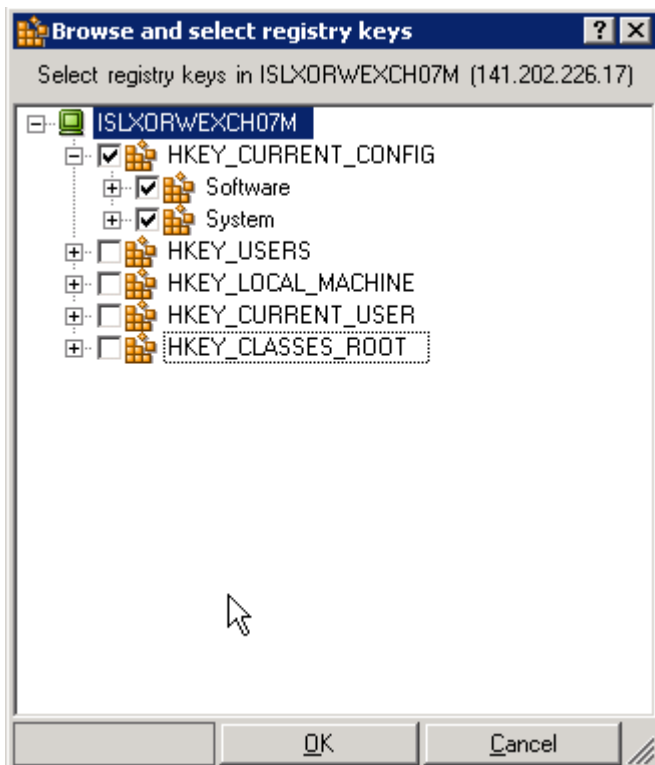 Browse and select registry keys
Select registry keys in ISLXORWEXCH07M (141.202.226.17)
ISLXORWEXCH07M
HKEY_CURRENT_CONFIG
Software
System
HKEY_USERS
HKEY_LOCAL_MACHINE
HKEY_CURRENT_USER
HKEY_CLASSES_ROOT
OK Cancel